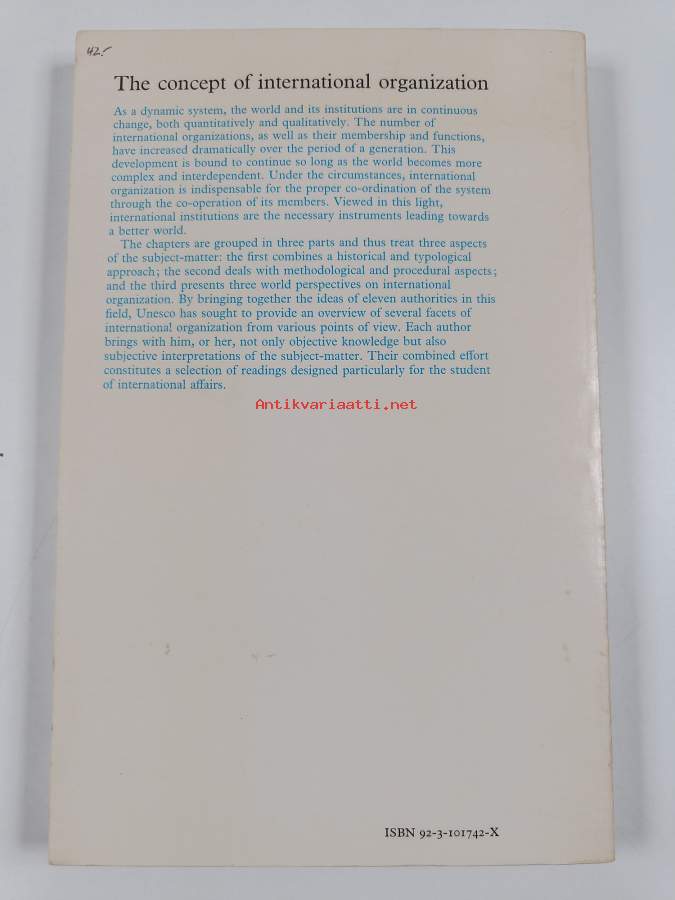 42.-
The concept of international organization
As a dynamic system, the world and its institutions are in continuous
change, both quantitatively and qualitatively. The number of
international organizations, as well as their membership and functions,
have increased dramatically over the period of a generation. This
development is bound to continue so long as the world becomes more
complex and interdependent. Under the circumstances, international
organization is indispensable for the proper co-ordination of the system
through the co-operation of its members. Viewed in this light,
international institutions are the necessary instruments leading towards
a better world.
The chapters are grouped in three parts and thus treat three aspects
of the subject-matter: the first combines a historical and typological
approach; the second deals with methodological and procedural aspects;
and the third presents three world perspectives on international
organization. By bringing together the ideas of eleven authorities in this
field, Unesco has sought to provide an overview of several facets of
international organization from various points of view. Each author
brings with him, or her, not only objective knowledge but also
subjective interpretations of the subject-matter. Their combined effort
constitutes a selection of readings designed particularly for the student
of international affairs.
Antikvariaatti.net
ISBN 92-3-101742-X